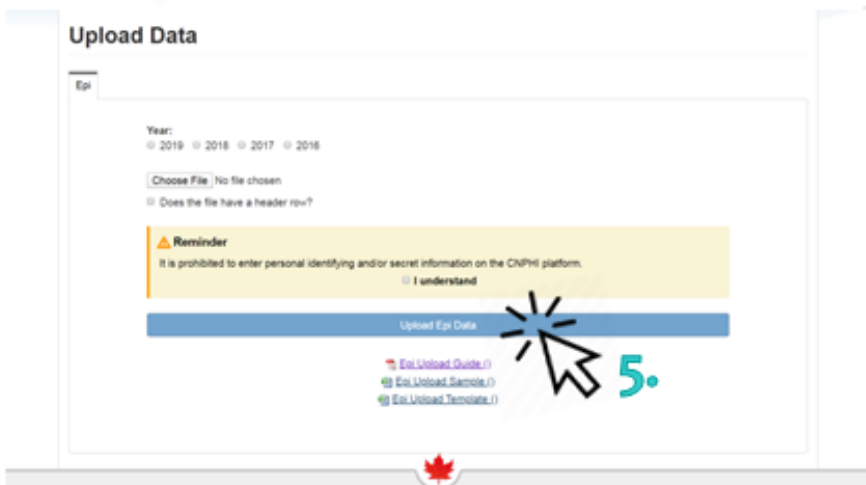 Upload Data
Epi
Year:
2019 2018 2017 2016
Choose File No file chosen
Does the file have a header row?
Reminder
It is prohibited to enter personal identifying and/or secret information on the CNPHI platform.
I understand
Upload Epi Data
Epi Upload Guide ()
Epi Upload Sample ()
Epi Upload Template ()
5.